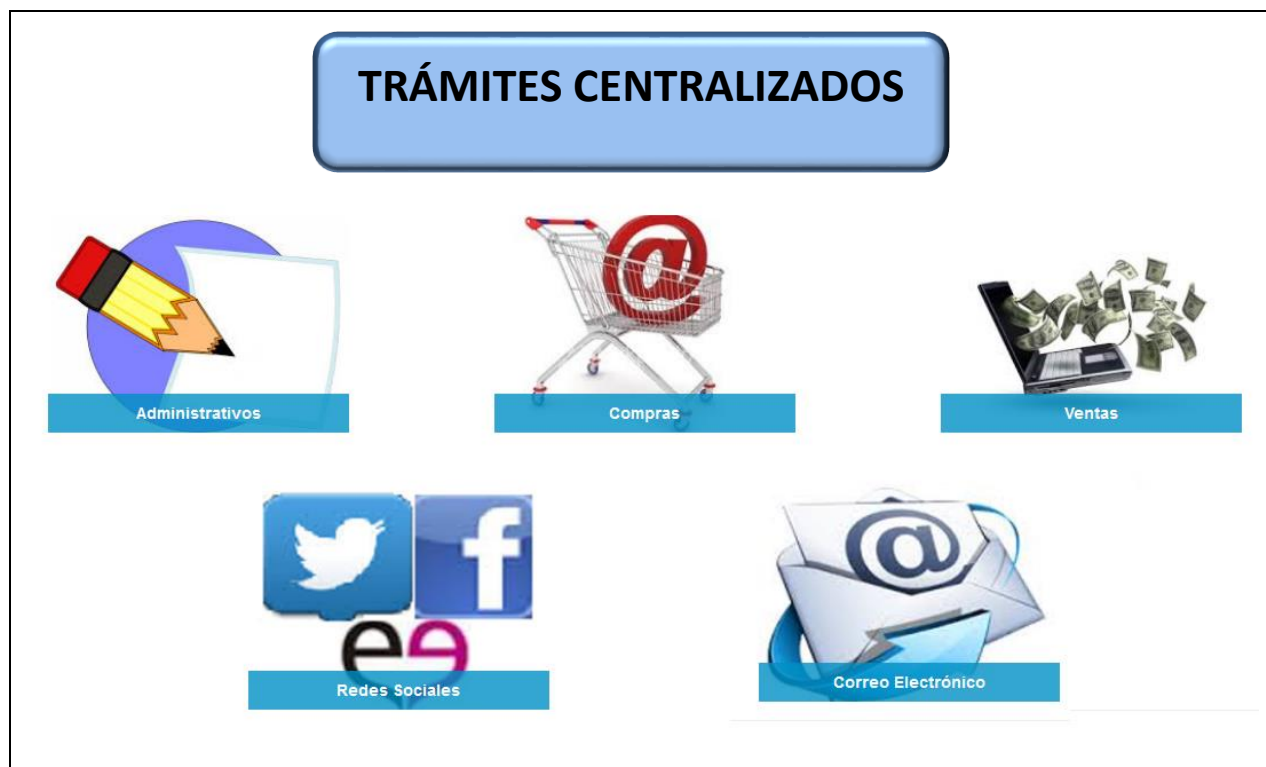 TRÁMITES CENTRALIZADOS
Administrativos
Compras
Ventas
Redes Sociales
Correo Electrónico